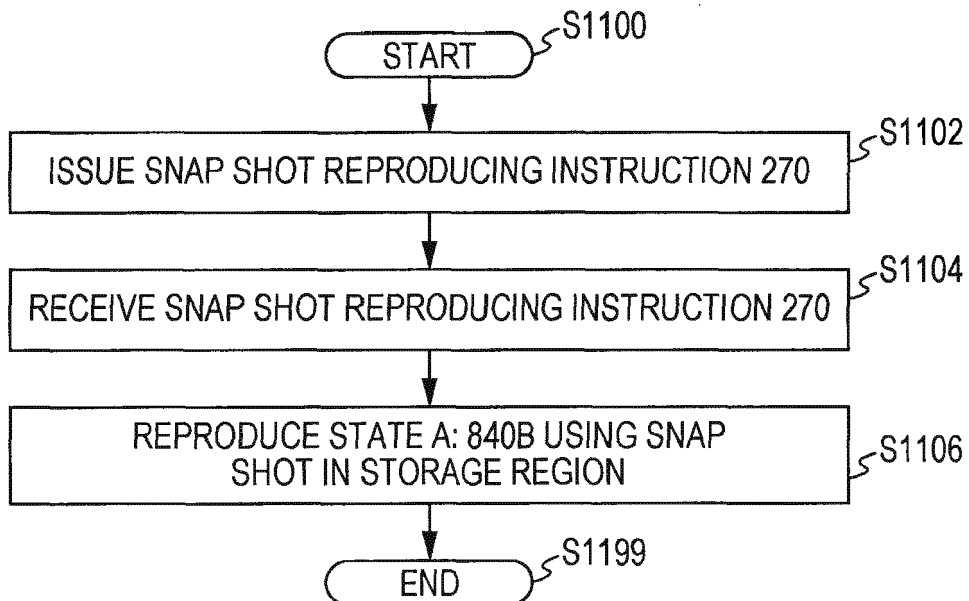 S1100
START
S1102
ISSUE SNAP SHOT REPRODUCING INSTRUCTION 270
S1104
RECEIVE SNAP SHOT REPRODUCING INSTRUCTION 270
REPRODUCE STATE A: 840B USING SNAP
SHOT IN STORAGE REGION
S1106
S1199
END